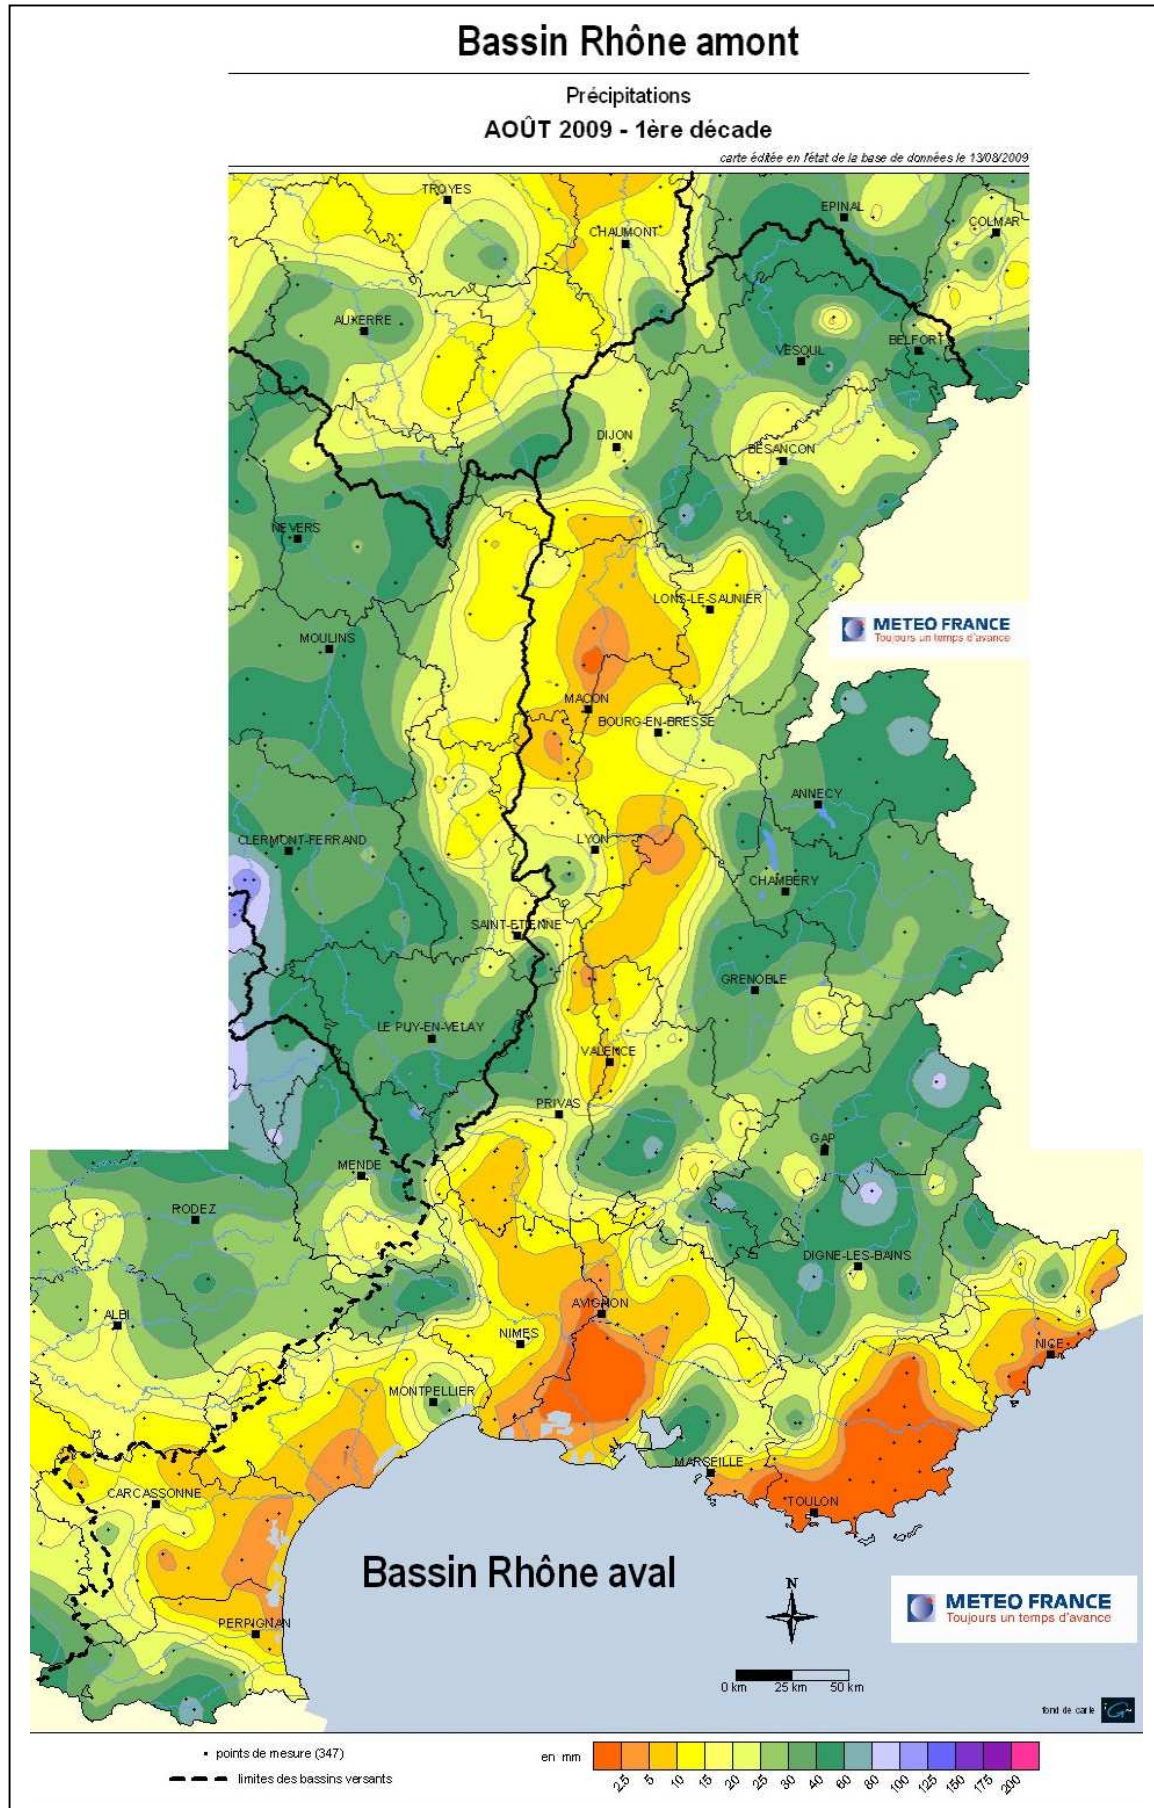 Bassin Rhône amont
Précipitations
AOÛT 2009 - 1ère décade
carte éditée en l'état de la base de données le 13/08/2009
TROYES
EPINAL
COLMAR
CHAUMONT
AUXERRE
BELFORT
VESOUL
DIJON
BESANCON
NEVERS
LONS-LE-SAUNIER
METEO FRANCE
Toujours un temps d'avance
MOULINS
MACON
BOURG-EN-BRESSE
ANNECY
CLERMONT-FERRAND
LYON
CHAMBERY
SAINT-ETIENNE
GRENOBLE
LE PUY-EN-VELAY
VALENCE
PRIVAS
GAP
MENDE
RODEZ
DIGNE-LES-BAINS
AVIGNON
ALBI
NIMES
NICE
MONTPELLIER
MARSEILLE
CARCASSONNE
TOULON
Bassin Rhône aval
N
METEO FRANCE
Toujours un temps d'avance
PERPIGNAN
0 km 25 km 50 km
fond de carte
points de mesure (347)
limites des bassins versants
en mm
2,5 5 10 15 20 25 30 40 60 80 100 125 150 175 200